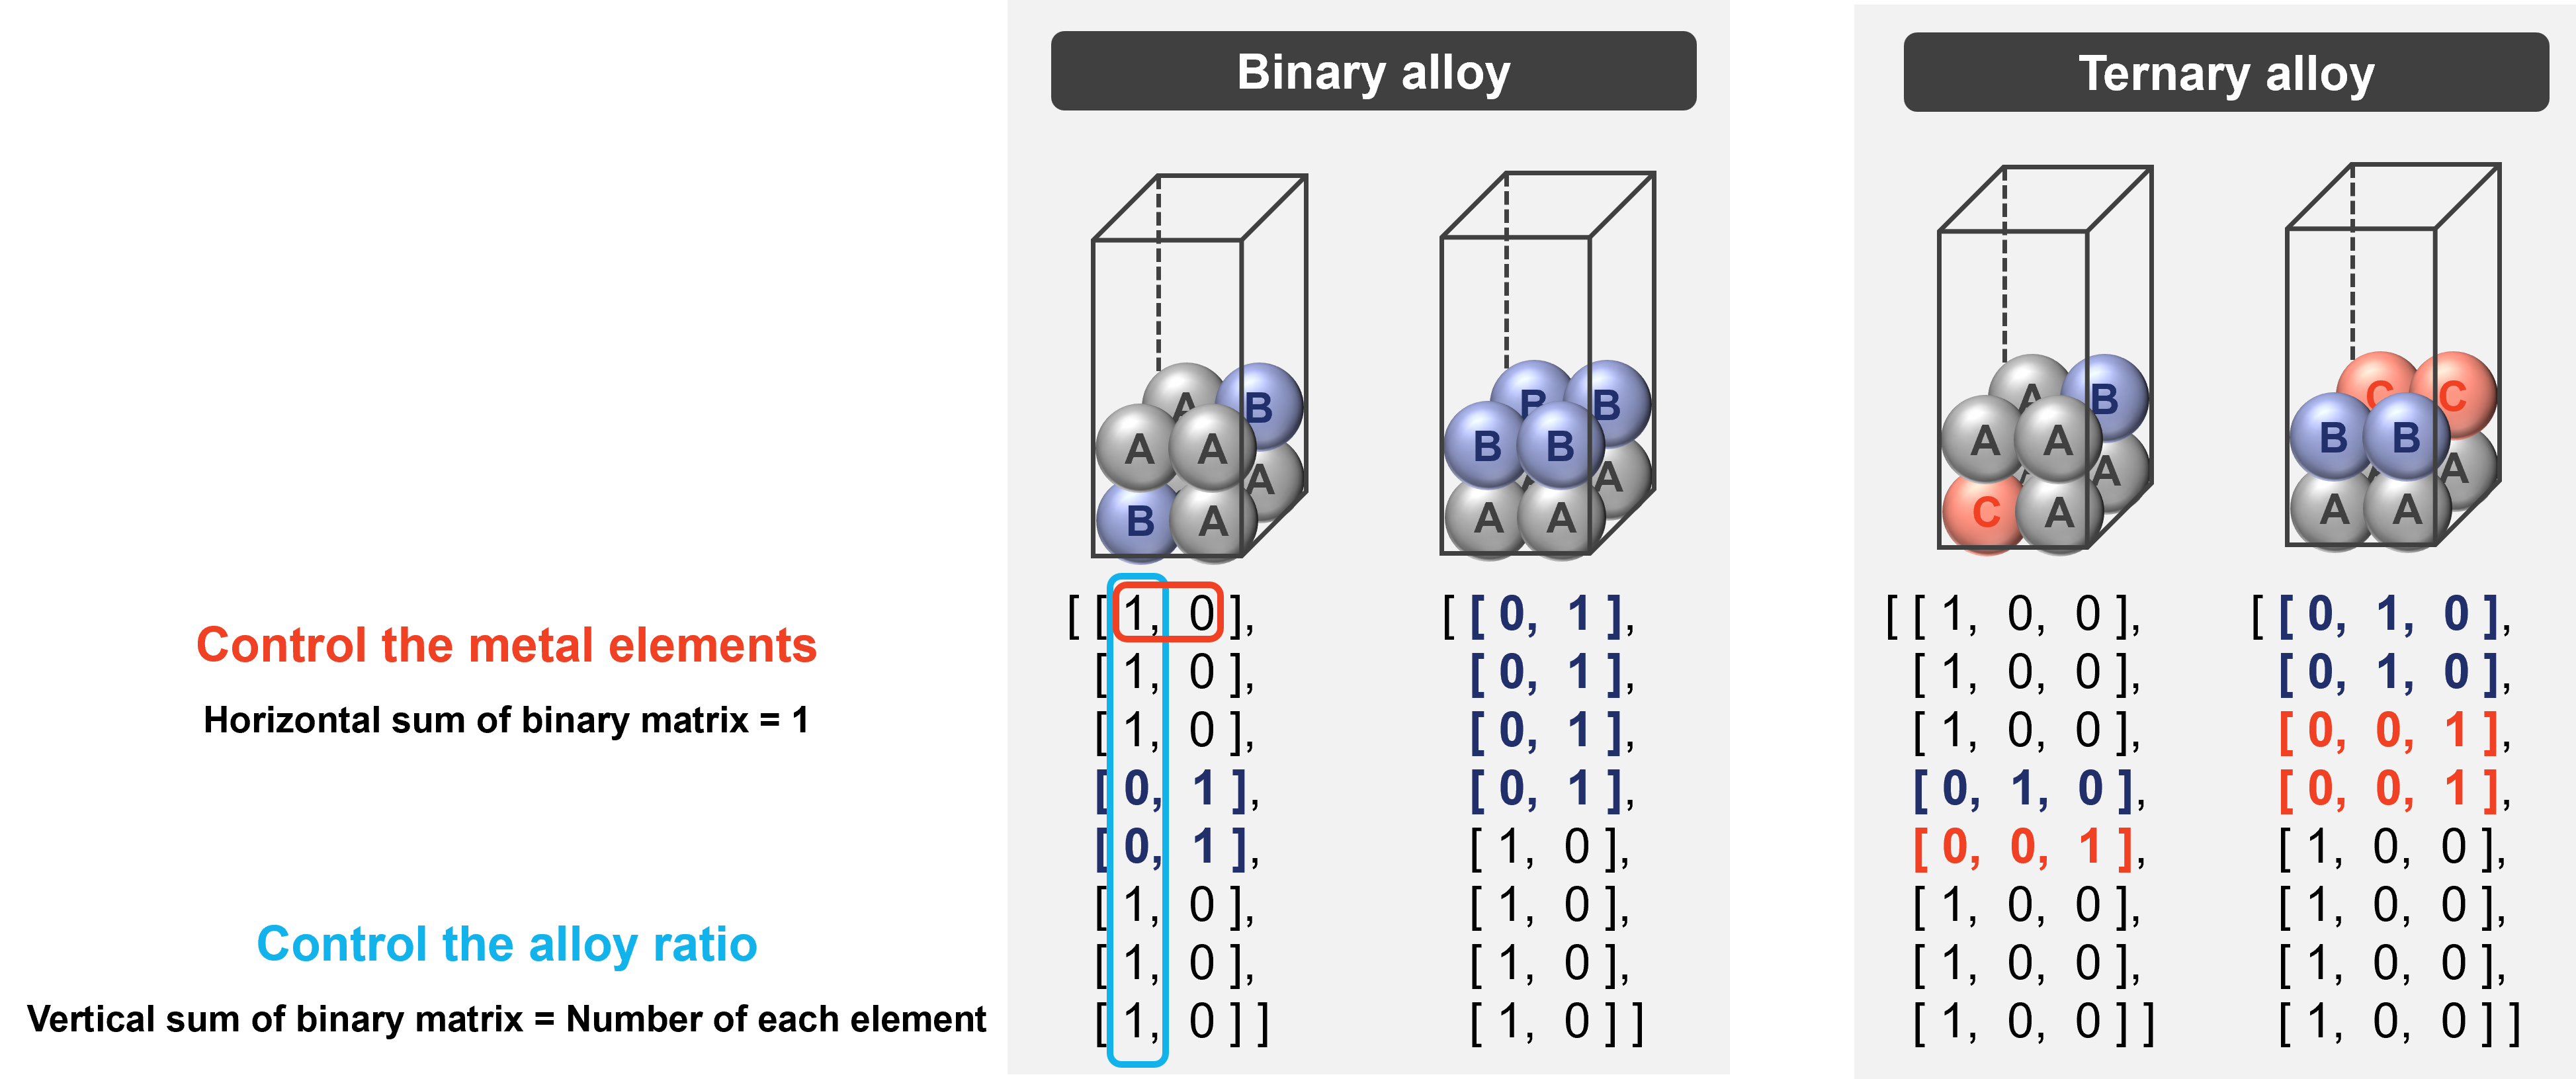 Binary alloy
Ternary alloy
A B
A A
A
B A
B B
B B
A
A A
A B
A A
A
C A
C C
B B
A
A A
Control the metal elements
Horizontal sum of binary matrix = 1
Control the alloy ratio
Vertical sum of binary matrix = Number of each element
[ [ 1, 0 ],
[ 1, 0 ],
[ 1, 0 ],
[ 0, 1 ],
[ 0, 1 ],
[ 1, 0 ],
[ 1, 0 ],
[ 1, 0 ] ]
[ [ 0, 1 ],
[ 0, 1 ],
[ 0, 1 ],
[ 0, 1 ],
[ 1, 0 ],
[ 1, 0 ],
[ 1, 0 ],
[ 1, 0 ] ]
[ [ 1, 0, 0 ],
[ 1, 0, 0 ],
[ 1, 0, 0 ],
[ 0, 1, 0 ],
[ 0, 0, 1 ],
[ 1, 0, 0 ],
[ 1, 0, 0 ],
[ 1, 0, 0 ] ]
[ [ 0, 1, 0 ],
[ 0, 1, 0 ],
[ 0, 0, 1 ],
[ 0, 0, 1 ],
[ 1, 0, 0 ],
[ 1, 0, 0 ],
[ 1, 0, 0 ],
[ 1, 0, 0 ] ]